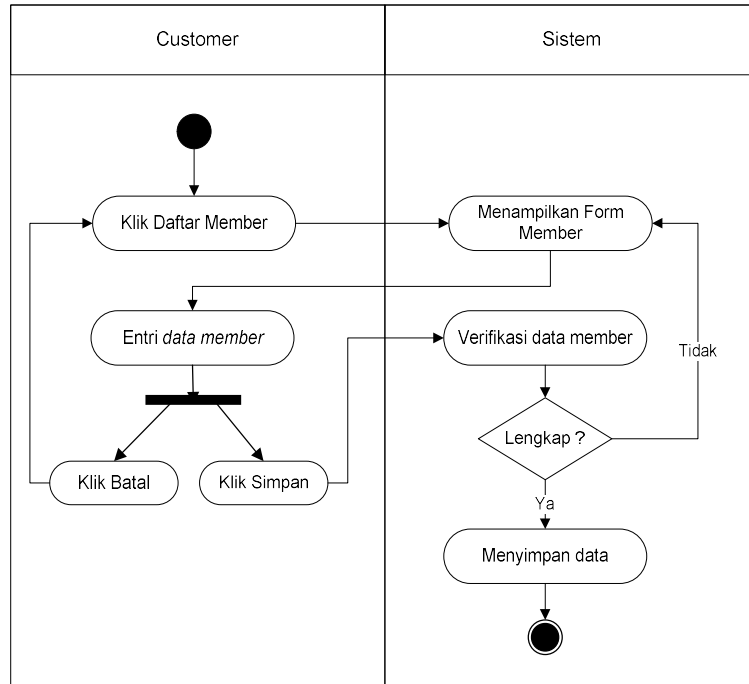 Customer
Sistem
Klik Daftar Member
Menampilkan Form
Member
Entri data member
Verifikasi data member
Tidak
Lengkap ?
Klik Batal
Klik Simpan
Ya
Menyimpan data